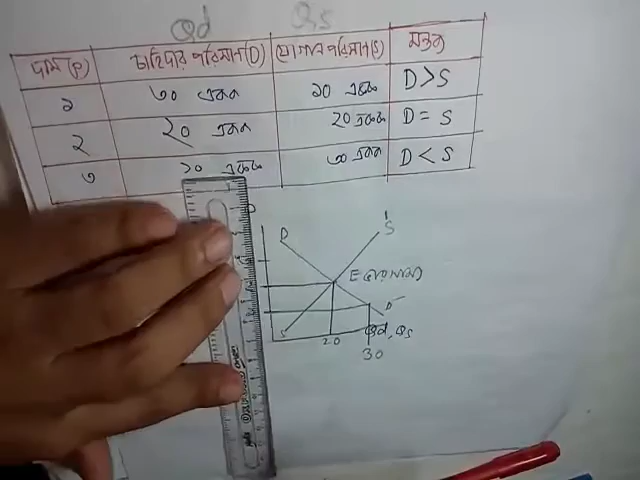 Qd Qs
দাম(P) চাহিদার পরিমান(D) যোগান পরিমান(S) মন্তব্য
১ ৩০ একক ১০ একক D > S
২ ২০ একক ২০ একক D = S
৩ ১০ একক ৩০ একক D < S
D S'
E ভারসাম্য
S D'
20 Qd, Qs
30